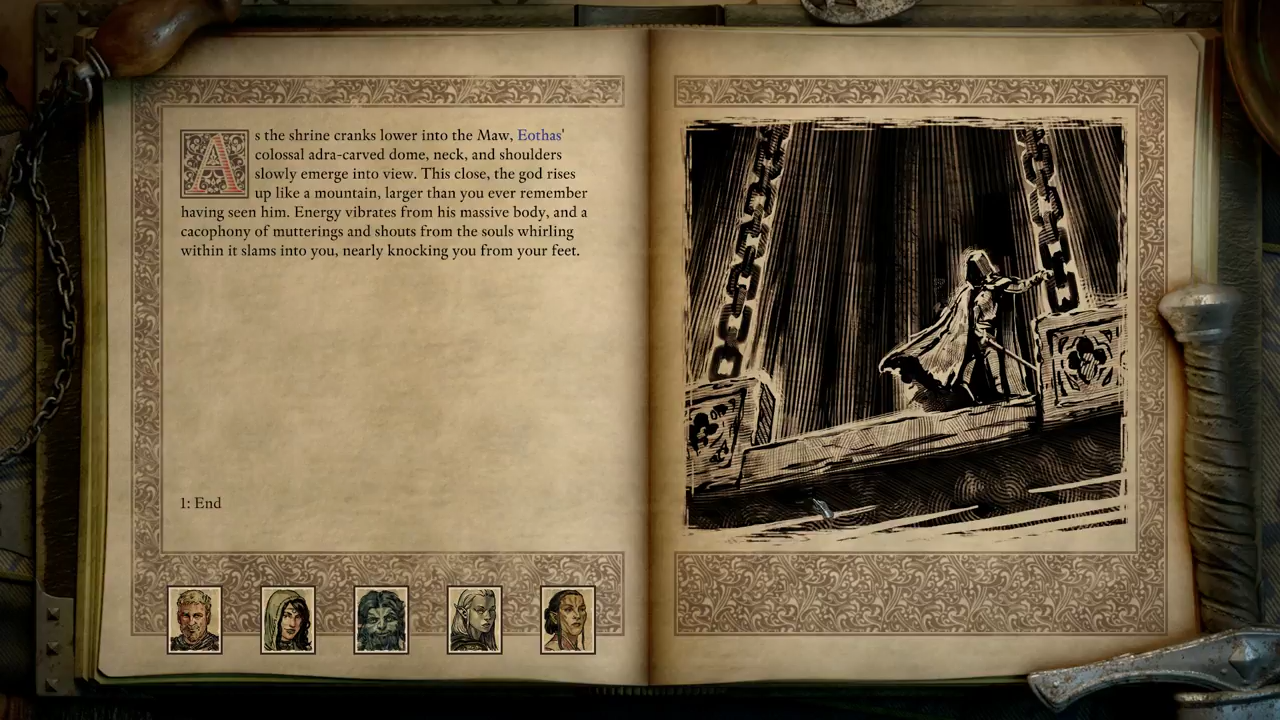 As the shrine cranks lower into the Maw, Eothas'
colossal adra-carved dome, neck, and shoulders
slowly emerge into view. This close, the god rises
up like a mountain, larger than you ever remember
having seen him. Energy vibrates from his massive body, and a
cacophony of mutterings and shouts from the souls whirling
within it slams into you, nearly knocking you from your feet.
1: End